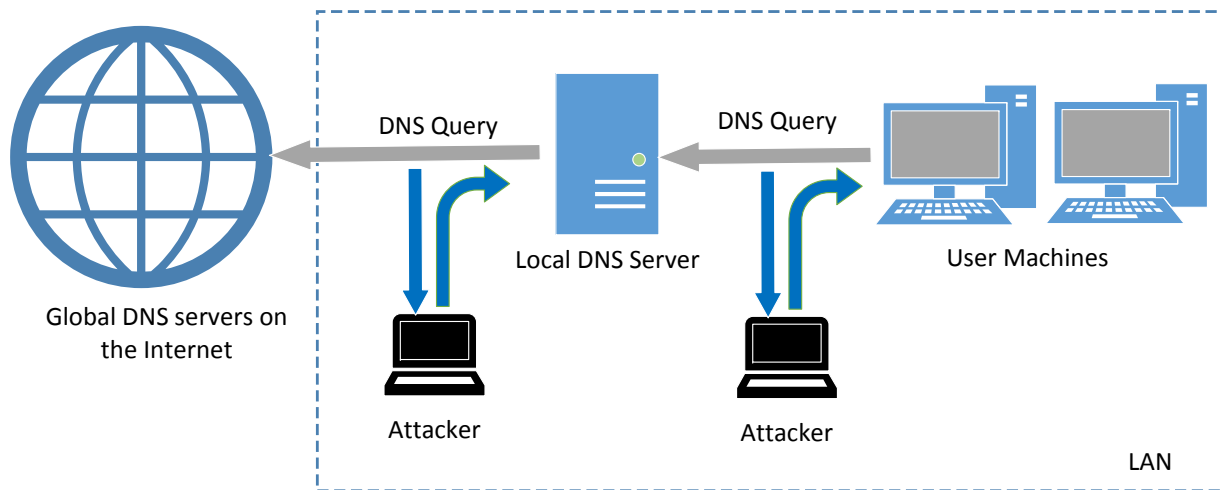 DNS Query
DNS Query
Local DNS Server
User Machines
Global DNS servers on
the Internet
Attacker
Attacker
LAN